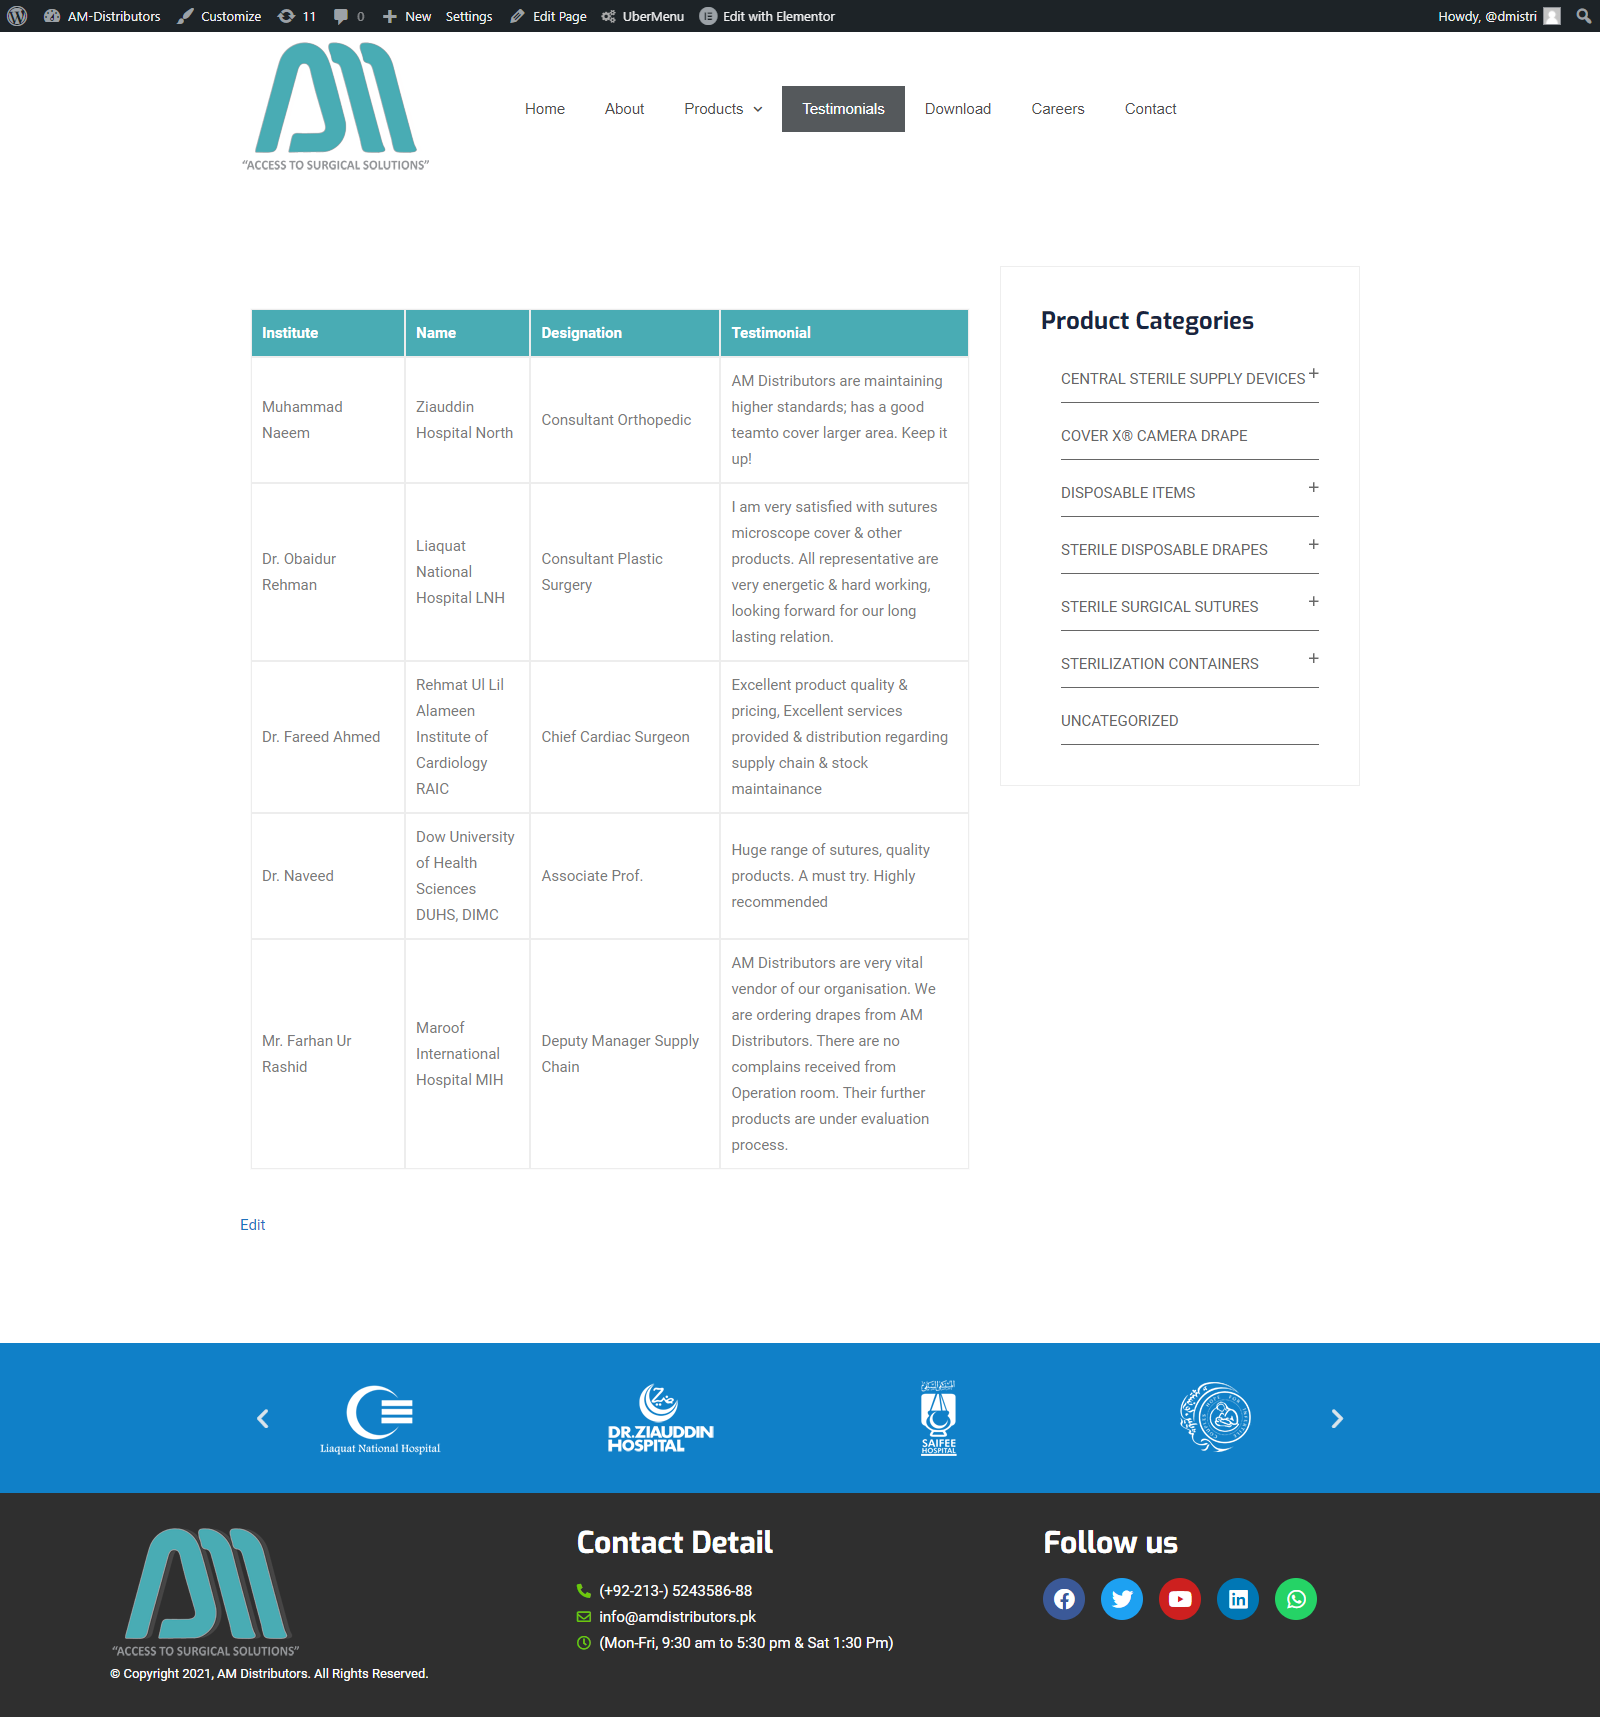 AM-Distributors Customize 11 0 New Settings Edit Page UberMenu Edit with Elementor Howdy, @dmistri
AM
“ACCESS TO SURGICAL SOLUTIONS”
Home About Products Testimonials Download Careers Contact
Institute Name Designation Testimonial
Muhammad
Naeem
Ziauddin
Hospital North
Consultant Orthopedic
AM Distributors are maintaining
higher standards; has a good
teamto cover larger area. Keep it
up!
Dr. Obaidur
Rehman
Liaquat
National
Hospital LNH
Consultant Plastic
Surgery
I am very satisfied with sutures
microscope cover & other
products. All representative are
very energetic & hard working,
looking forward for our long
lasting relation.
Dr. Fareed Ahmed
Rehmat Ul Lil
Alameen
Institute of
Cardiology
RAIC
Chief Cardiac Surgeon
Excellent product quality &
pricing, Excellent services
provided & distribution regarding
supply chain & stock
maintainance
Dr. Naveed
Dow University
of Health
Sciences
DUHS, DIMC
Associate Prof.
Huge range of sutures, quality
products. A must try. Highly
recommended
Mr. Farhan Ur
Rashid
Maroof
International
Hospital MIH
Deputy Manager Supply
Chain
AM Distributors are very vital
vendor of our organisation. We
are ordering drapes from AM
Distributors. There are no
complains received from
Operation room. Their further
products are under evaluation
process.
Edit
Product Categories
CENTRAL STERILE SUPPLY DEVICES +
COVER X® CAMERA DRAPE
DISPOSABLE ITEMS +
STERILE DISPOSABLE DRAPES +
STERILE SURGICAL SUTURES +
STERILIZATION CONTAINERS +
UNCATEGORIZED
Liaquat National Hospital
DR.ZIAUDDIN
HOSPITAL
SAIFEE
HOSPITAL
AM
“ACCESS TO SURGICAL SOLUTIONS”
© Copyright 2021, AM Distributors. All Rights Reserved.
Contact Detail
(+92-213-) 5243586-88
info@amdistributors.pk
(Mon-Fri, 9:30 am to 5:30 pm & Sat 1:30 Pm)
Follow us